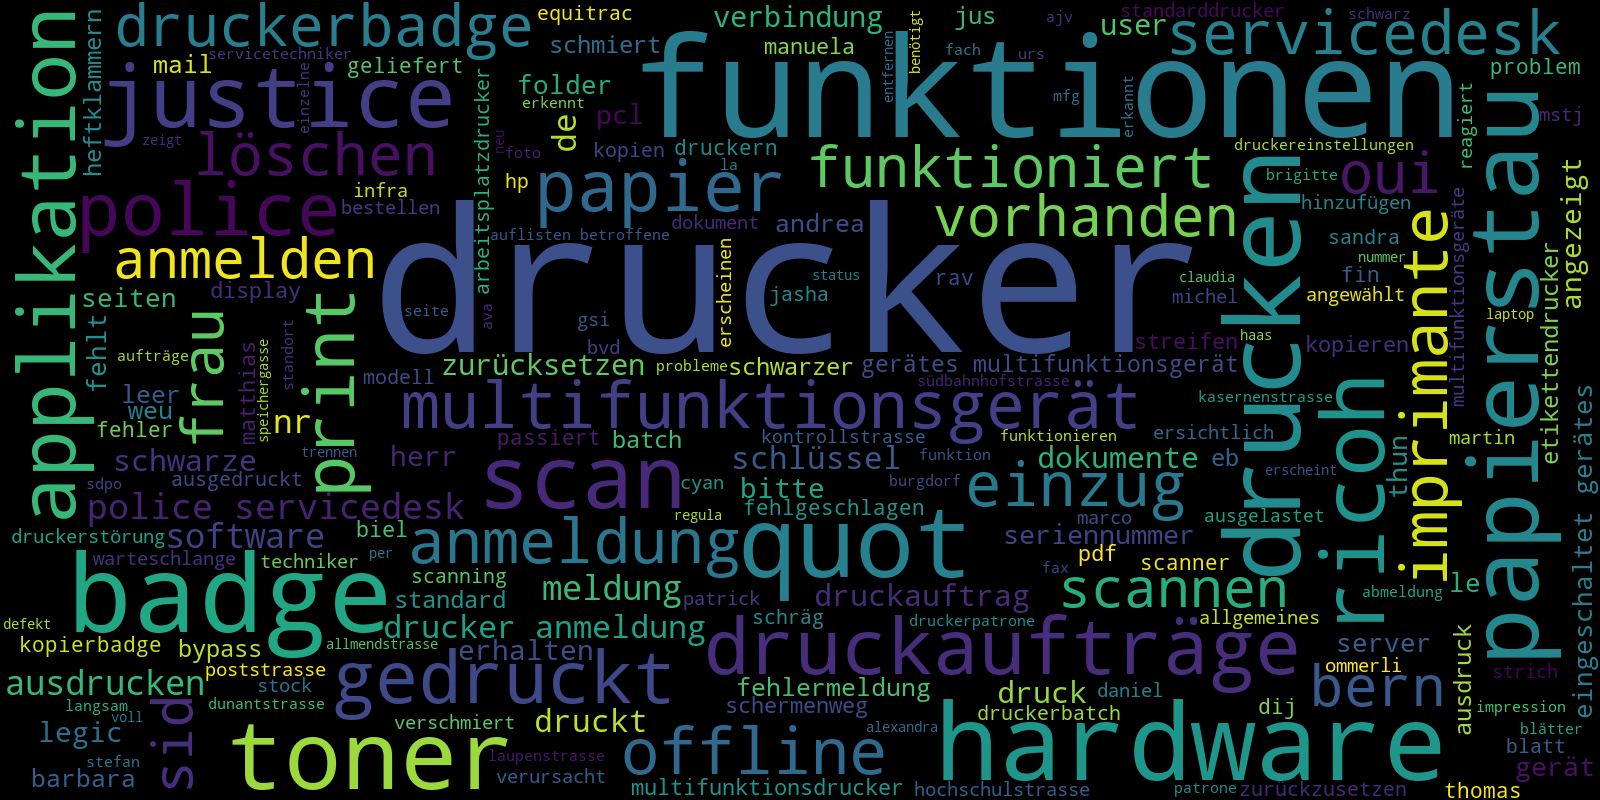 equitrac
verbindung
jus
ajv
standarddrucker
schwarz
druckerbadge
servicetechniker
schmiert
manuela
entfernen
benötigt
fach
urs
user
servicedesk
mail
geliefert
folder
funktionen
problem
applikation
heftklammern
justice
einzelne
arbeitsplatzdrucker
erkennt
de
pcl
mfg
erkannt
reagiert
papierstau
mstj
zeigt
löschen
neu
foto
kopien
druckern
la
druckereinstellungen
police
infra
hp
papier
funktioniert
brigitte
oui
angezeigt
bestellen
dokument
andrea
vorhanden
hinzufügen
multifunktionsgeräte
anmelden
auflisten betroffene
drucker
drucken
imprimante
sandra
etikettendrucker
nummer
seiten
display
print
erscheinen
status
rav
claudia
fin
jasha
michel
angewählt
frau
seite
ava
gsi
laptop
fehlt
standort
bvd
streifen
haas
kopieren
aufträge
speichergasse
matthias
zurücksetzen
probleme
schwarzer
gerätes multifunktionsgerät
modell
südbahnhofstrasse
ricoh
leer
weu
multifunktionsgerät
kasernenstrasse
eingeschaltet gerätes
fehler
nr
passiert
batch
kontrollstrasse
funktionieren
ersichtlich
martin
schwarze
trennen
herr
scan
schlüssel
funktion
dokumente
eb
thun
sdpo
ausgedruckt
cyan
bitte
burgdorf
einzug
erscheint
police servicedesk
fehlgeschlagen
regula
marco
ausgelastet
druckerstörung
software
biel
anmeldung
quot
seriennummer
warteschlange
techniker
per
pdf
scanner
badge
scanning
meldung
fax
scannen
abmeldung
le
standard
patrick
druckauftrag
defekt
drucker anmeldung
schräg
druckerpatrone
allgemeines
kopierbadge
bypass
allmendstrasse
erhalten
druckaufträge
server
ausdruck
poststrasse
gedruckt
ommerli
strich
ausdrucken
stock
fehlermeldung
druck
daniel
bern
langsam
sid
dunantstrasse
schermenweg
druckerbatch
dij
impression
voll
verschmiert
druckt
alexandra
hardware
blätter
legic
toner
offline
blatt
stefan
laupenstrasse
gerät
barbara
verursacht
multifunktionsdrucker
hochschulstrasse
patrone
zurückzusetzen
thomas